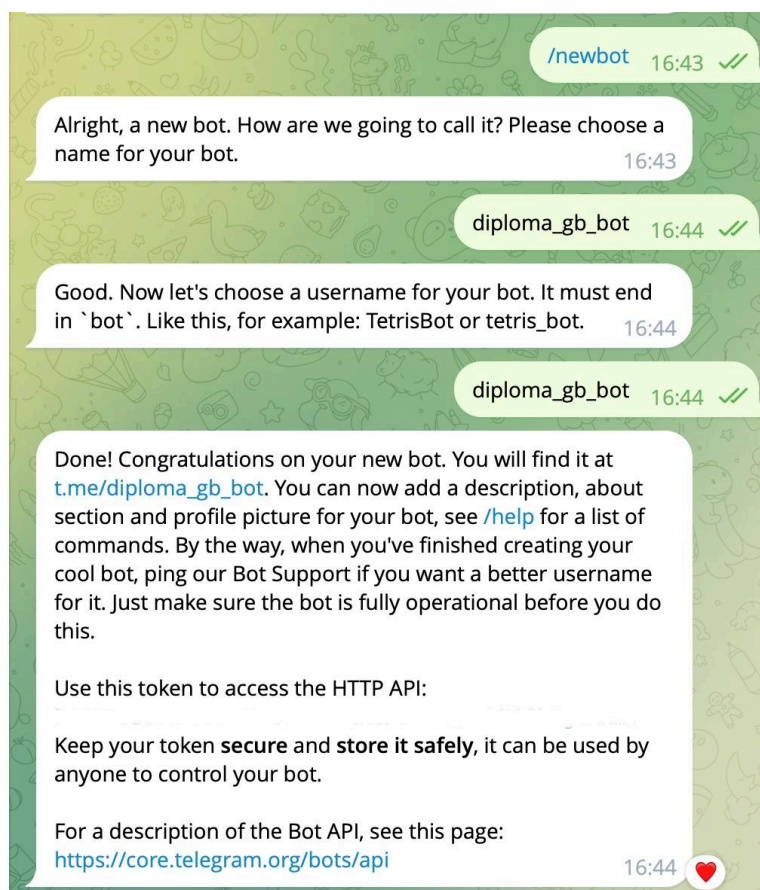 /newbot 16:43
Alright, a new bot. How are we going to call it? Please choose a
name for your bot.
16:43
diploma_gb_bot 16:44
Good. Now let's choose a username for your bot. It must end
in `bot`. Like this, for example: TetrisBot or tetris_bot. 16:44
diploma_gb_bot 16:44
Done! Congratulations on your new bot. You will find it at
t.me/diploma_gb_bot. You can now add a description, about
section and profile picture for your bot, see /help for a list of
commands. By the way, when you've finished creating your
cool bot, ping our Bot Support if you want a better username
for it. Just make sure the bot is fully operational before you do
this.
Use this token to access the HTTP API:
Keep your token secure and store it safely, it can be used by
anyone to control your bot.
For a description of the Bot API, see this page:
https://core.telegram.org/bots/api 16:44